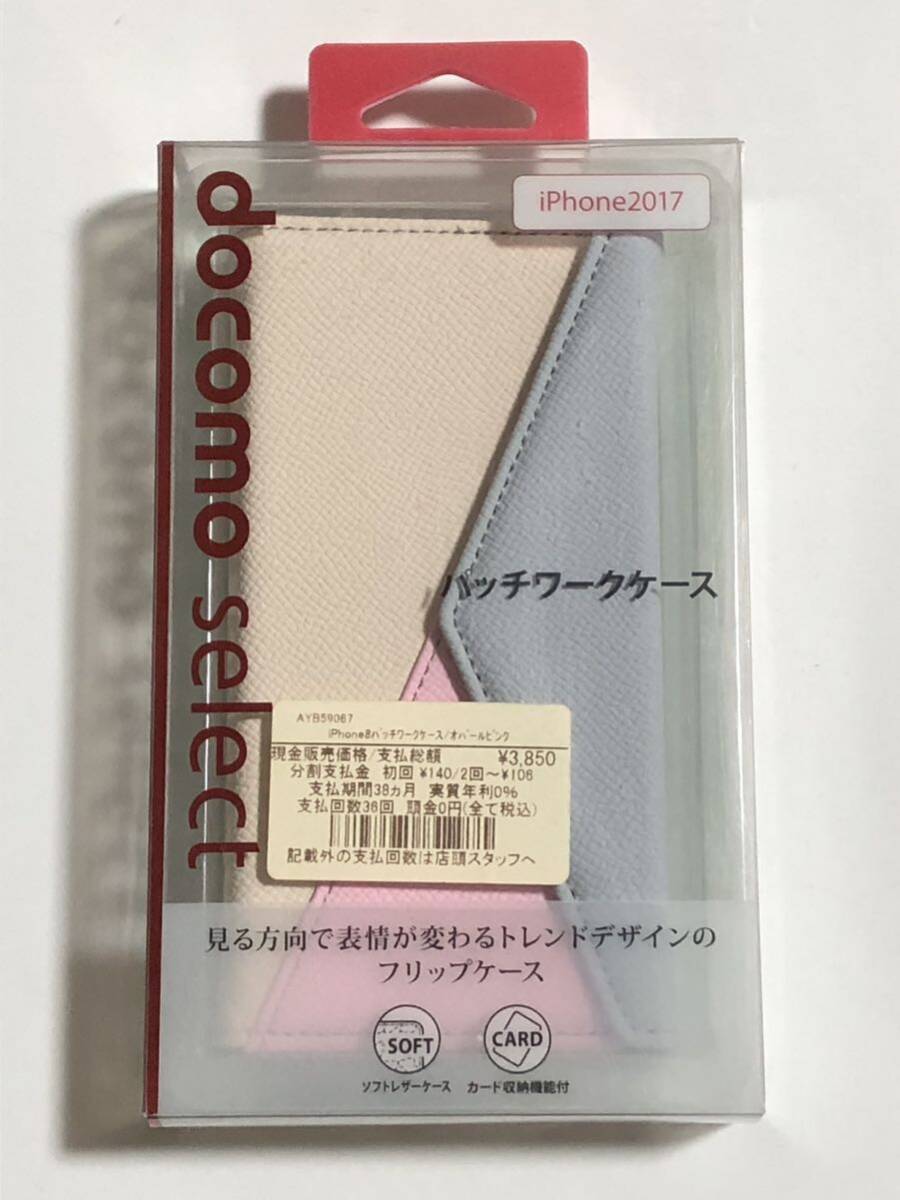 iPhone2017
docomo select
パッチワークケース
AYB59067
iPhone8パッチワークケース/オパールピンク
現金販売価格/支払総額 ¥3,850
分割支払金 初回 ¥140/2回～¥106
支払期間38ヵ月 実質年利0%
支払回数36回 頭金0円(全て税込)
記載外の支払回数は店頭スタッフへ
見る方向で表情が変わるトレンドデザインの
フリップケース
SOFT
CARD
ソフトレザーケース
カード収納機能付